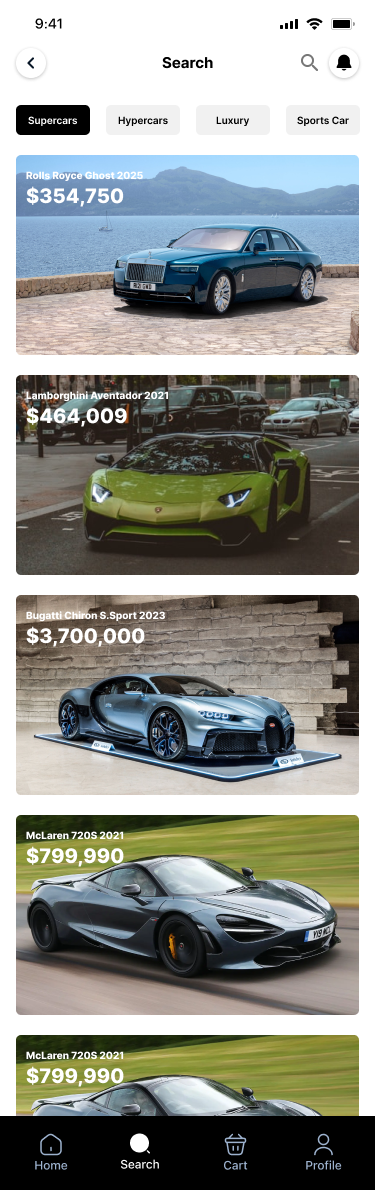 9:41
Search
Supercars
Hypercars
Luxury
Sports Car
Rolls Royce Ghost 2025
$354,750
Lamborghini Aventador 2021
$464,009
Bugatti Chiron S.Sport 2023
$3,700,000
McLaren 720S 2021
$799,990
McLaren 720S 2021
$799,990
Home
Search
Cart
Profile